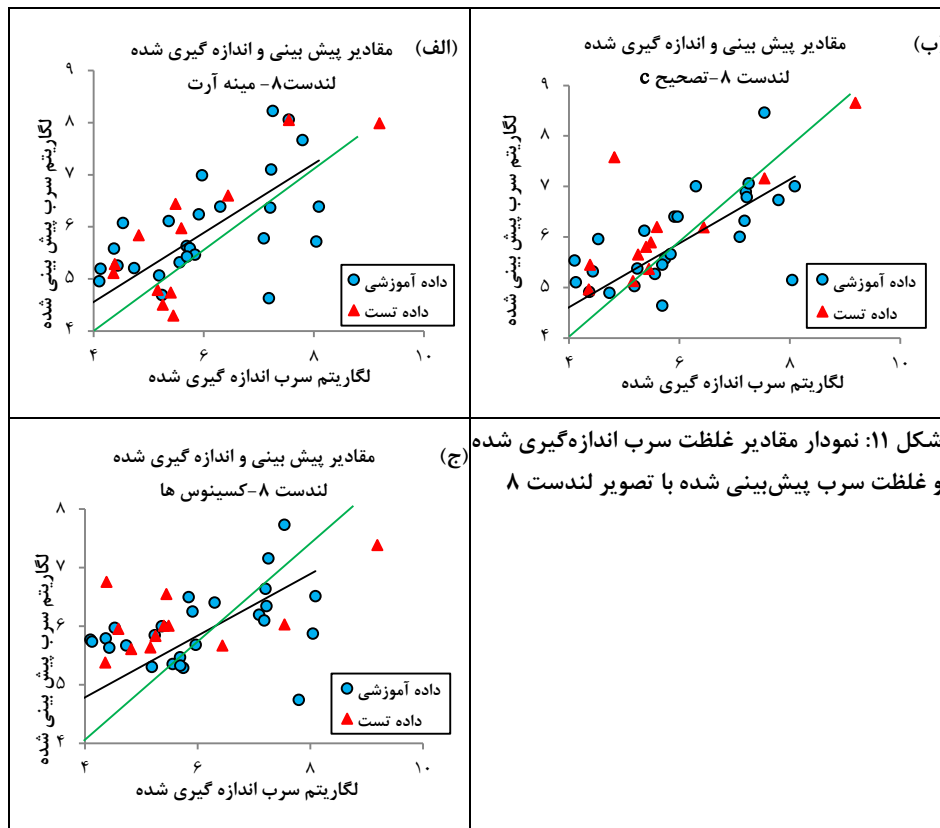 (الف)
مقادیر پیش بینی و اندازه گیری شده
لندست۸- مینه آرت
لگاریتم سرب پیش بینی شده
۹
۸
۷
۶
۵
۴
داده آموزشی
داده تست
۴ ۶ ۸ ۱۰
لگاریتم سرب اندازه گیری شده
ب)
مقادیر پیش بینی و اندازه گیری شده
لندست ۸-تصحیح c
لگاریتم سرب پیش بینی شده
۹
۸
۷
۶
۵
۴
داده آموزشی
داده تست
۴ ۶ ۸ ۱۰
لگاریتم سرب اندازه گیری شده
(ج)
مقادیر پیش بینی و اندازه گیری شده
لندست ۸-کسینوس ها
لگاریتم سرب پیش بینی شده
۸
۷
۶
۵
۴
داده آموزشی
داده تست
۴ ۶ ۸ ۱۰
لگاریتم سرب اندازه گیری شده
شکل ۱۱: نمودار مقادیر غلظت سرب اندازه‌گیری شده
و غلظت سرب پیش‌بینی شده با تصویر لندست ۸